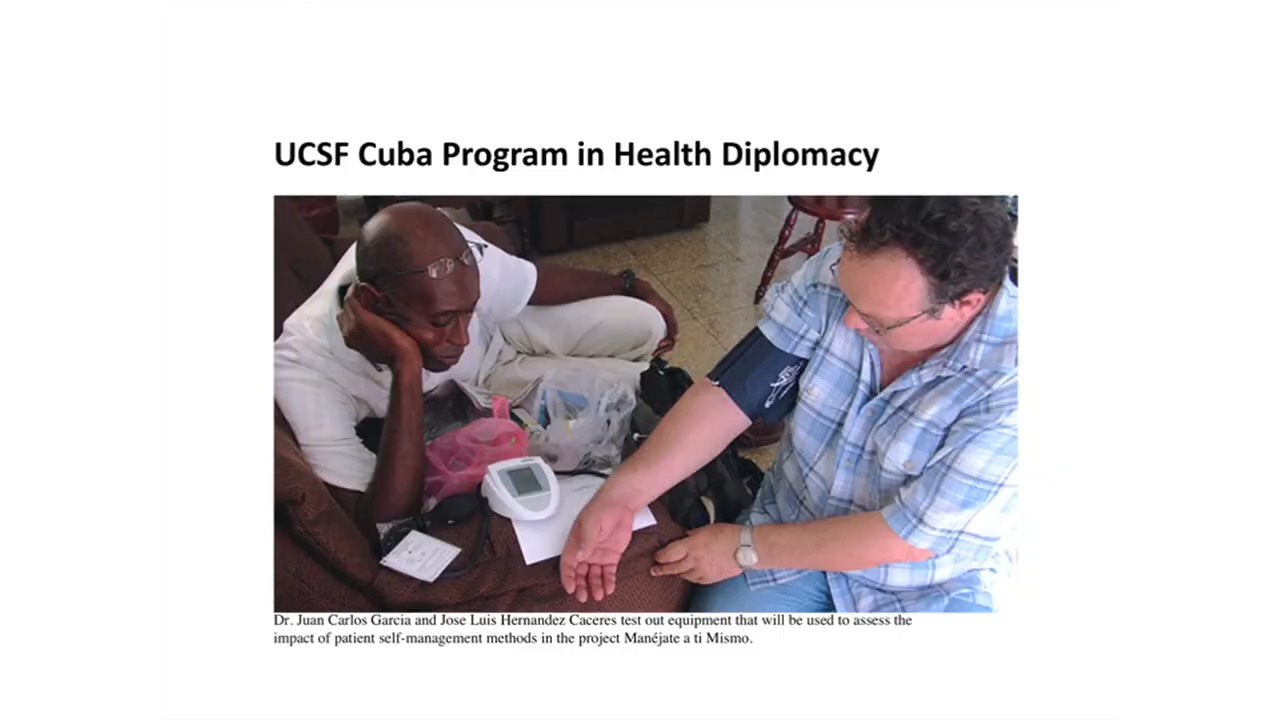 UCSF Cuba Program in Health Diplomacy
Dr. Juan Carlos Garcia and Jose Luis Hernandez Caceres test out equipment that will be used to assess the
impact of patient self-management methods in the project Manéjate a ti Mismo.